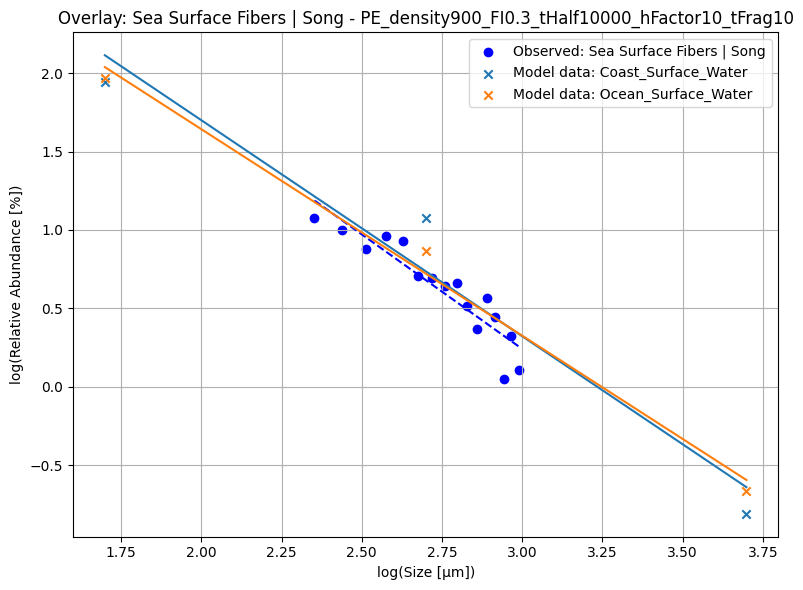 Overlay: Sea Surface Fibers | Song - PE_density900_FI0.3_tHalf10000_hFactor10_tFrag10
Observed: Sea Surface Fibers | Song
Model data: Coast_Surface_Water
Model data: Ocean_Surface_Water
log(Relative Abundance [%])
2.0
1.5
1.0
0.5
0.0
−0.5
1.75 2.00 2.25 2.50 2.75 3.00 3.25 3.50 3.75
log(Size [µm])